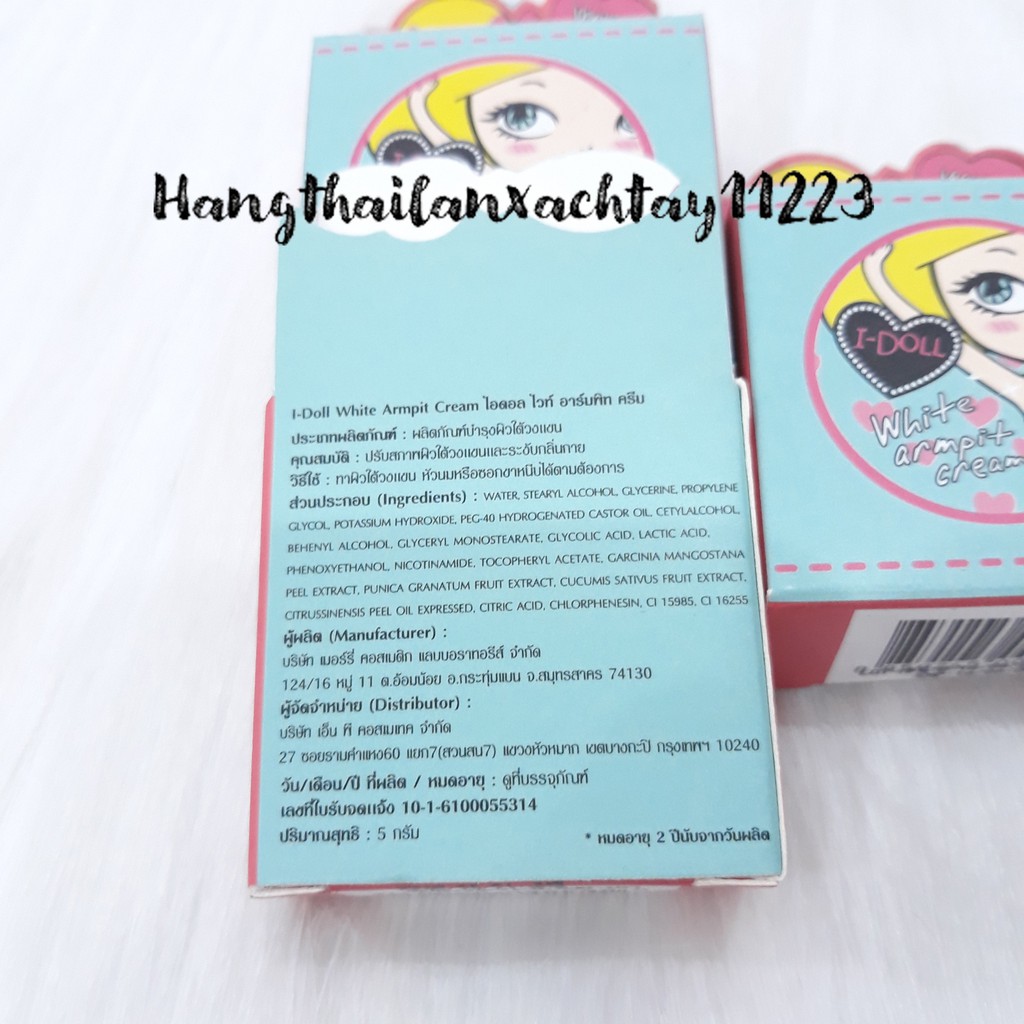 Hangthailanxachtay11223
I-DOLL
White
armpit
cream
I-Doll White Armpit Cream ไอดอล ไวท์ อาร์มพิท ครีม
ประเภทผลิตภัณฑ์ : ผลิตภัณฑ์บำรุงผิวใต้วงแขน
คุณสมบัติ : ปรับสภาพผิวใต้วงแขนและระงับกลิ่นกาย
วิธีใช้ : ทาผิวใต้วงแขน หัวนมหรือซอกขาหนีบได้ตามต้องการ
ส่วนประกอบ (Ingredients) : WATER, STEARYL ALCOHOL, GLYCERINE, PROPYLENE
GLYCOL, POTASSIUM HYDROXIDE, PEG-40 HYDROGENATED CASTOR OIL, CETYLALCOHOL,
BEHENYL ALCOHOL, GLYCERYL MONOSTEARATE, GLYCOLIC ACID, LACTIC ACID,
PHENOXYETHANOL, NICOTINAMIDE, TOCOPHERYL ACETATE, GARCINIA MANGOSTANA
PEEL EXTRACT, PUNICA GRANATUM FRUIT EXTRACT, CUCUMIS SATIVUS FRUIT EXTRACT,
CITRUSSINENSIS PEEL OIL EXPRESSED, CITRIC ACID, CHLORPHENESIN, CI 15985, CI 16255
ผู้ผลิต (Manufacturer) :
บริษัท เมอร์รี่ คอสเมติก แลบบอราทอรีส์ จำกัด
124/16 หมู่ 11 ต.อ้อมน้อย อ.กระทุ่มแบน จ.สมุทรสาคร 74130
ผู้จัดจำหน่าย (Distributor) :
บริษัท เอ็น พี คอสเมเทค จำกัด
27 ซอยรามคำแหง60 แยก7(สวนสน7) แขวงหัวหมาก เขตบางกะปิ กรุงเทพฯ 10240
วัน/เดือน/ปี ที่ผลิต / หมดอายุ : ดูที่บรรจุภัณฑ์
เลขที่ใบรับจดแจ้ง 10-1-6100055314
ปริมาณสุทธิ : 5 กรัม
* หมดอายุ 2 ปีนับจากวันผลิต